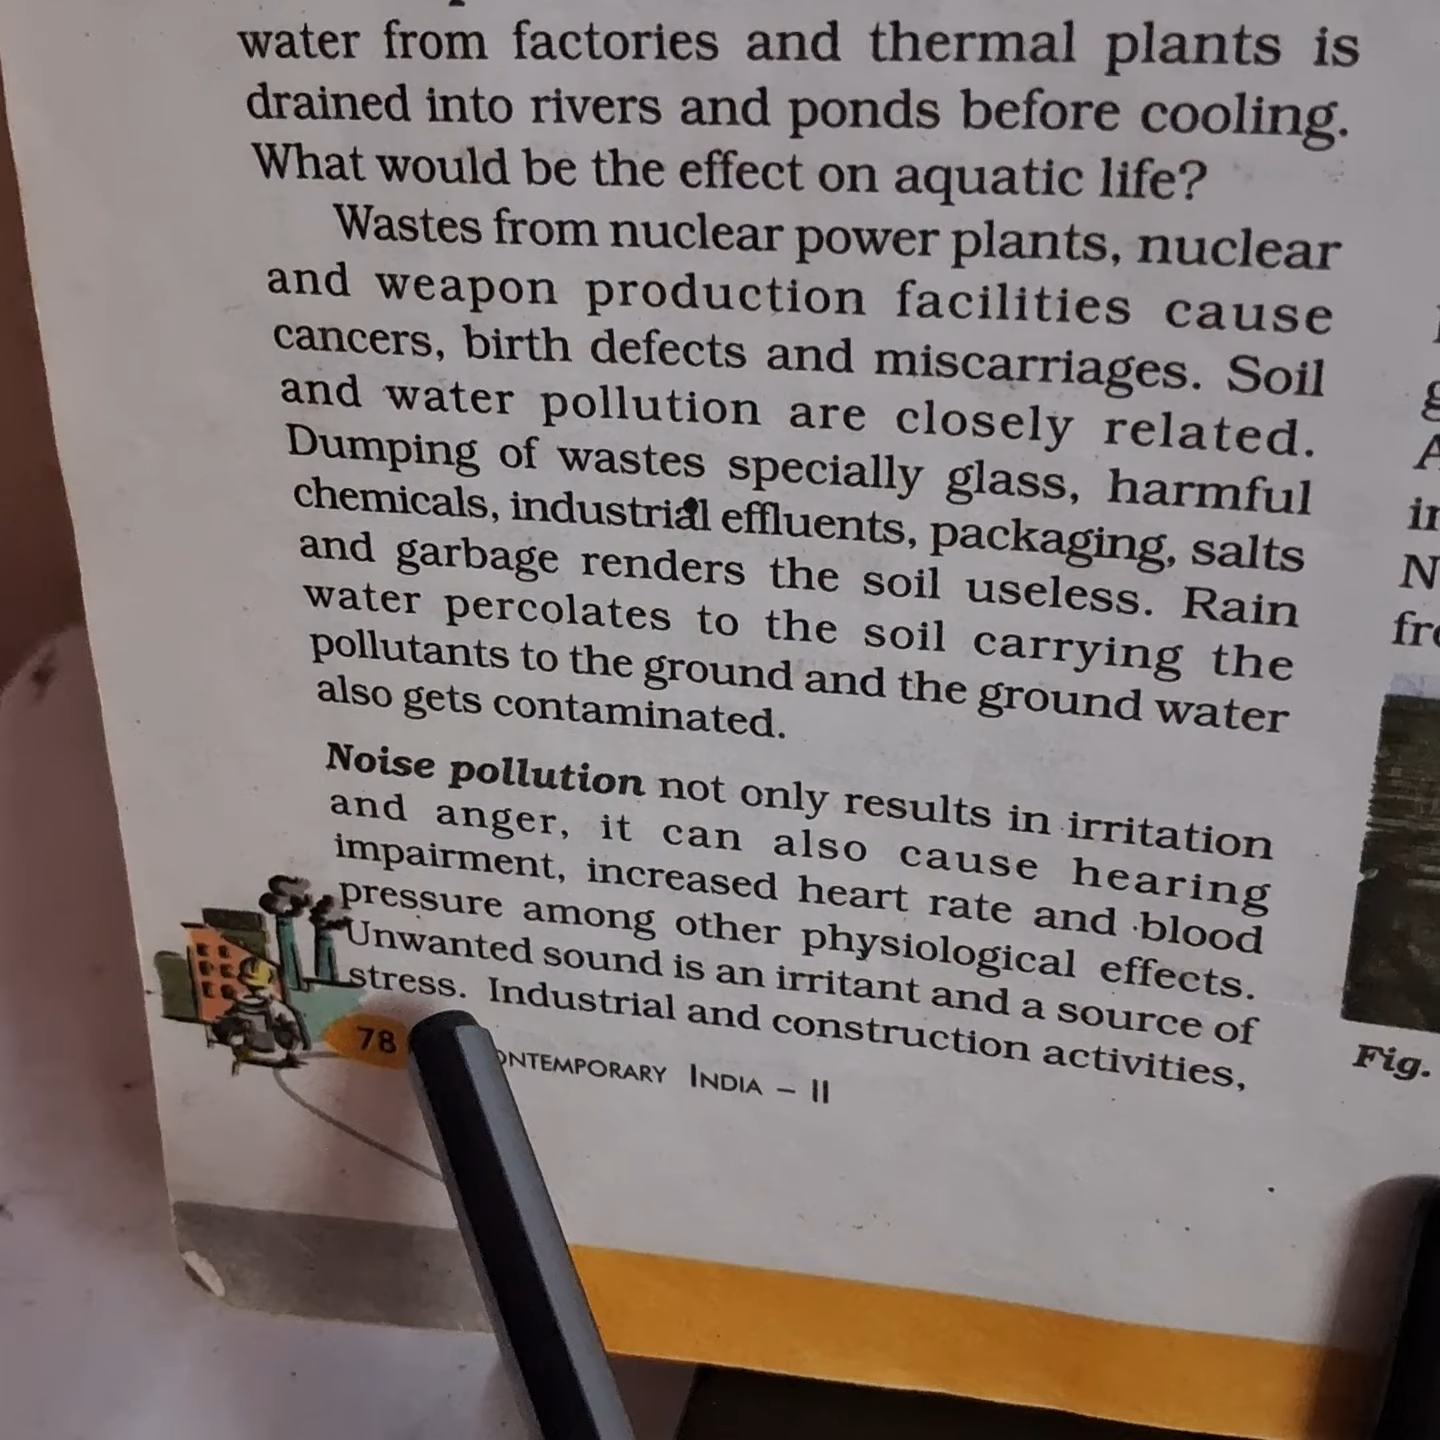 water from factories and thermal plants is
drained into rivers and ponds before cooling.
What would be the effect on aquatic life?
Wastes from nuclear power plants, nuclear
and weapon production facilities cause
cancers, birth defects and miscarriages. Soil
and water pollution are closely related.
Dumping of wastes specially glass, harmful
chemicals, industrial effluents, packaging, salts
and garbage renders the soil useless. Rain
water percolates to the soil carrying the
pollutants to the ground and the ground water
also gets contaminated.
Noise pollution not only results in irritation
and anger, it can also cause hearing
impairment, increased heart rate and blood
pressure among other physiological effects.
Unwanted sound is an irritant and a source of
stress. Industrial and construction activities,
78
ONTEMPORARY INDIA – II
Fig.